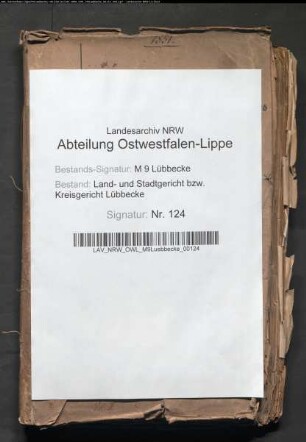 Landesarchiv NRW
Abteilung Ostwestfalen-Lippe
Bestands-Signatur: M 9 Lübbecke
Bestand: Land- und Stadtgericht bzw.
Kreisgericht Lübbecke
Signatur: Nr. 124
LAV_NRW_OWL_M9Luebbecke_00124